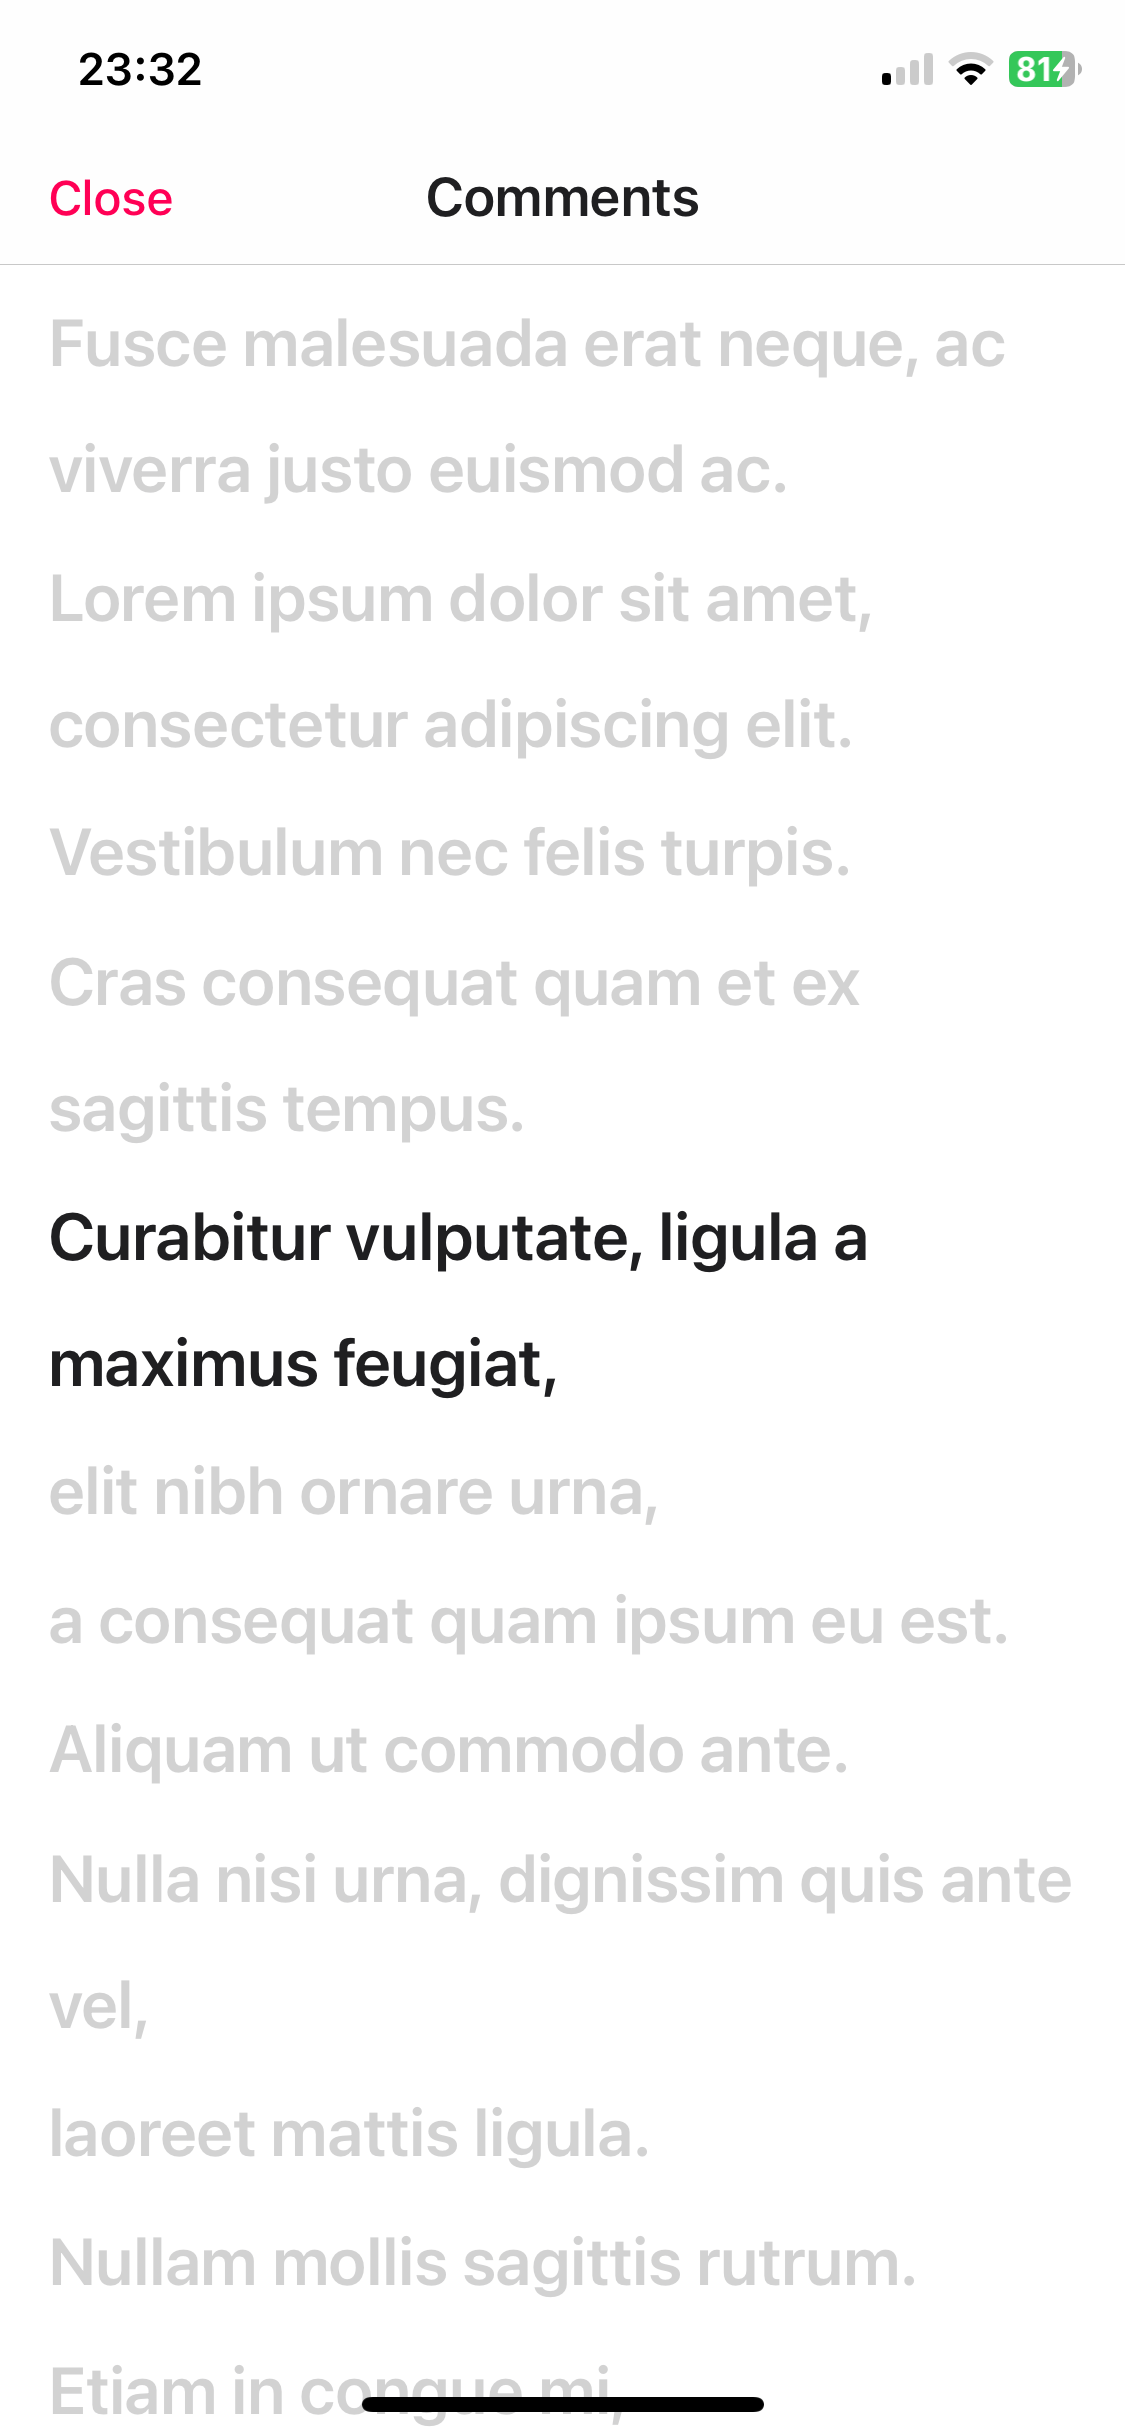 23:32
81
Close
Comments
Fusce malesuada erat neque, ac
viverra justo euismod ac.
Lorem ipsum dolor sit amet,
consectetur adipiscing elit.
Vestibulum nec felis turpis.
Cras consequat quam et ex
sagittis tempus.
Curabitur vulputate, ligula a
maximus feugiat,
elit nibh ornare urna,
a consequat quam ipsum eu est.
Aliquam ut commodo ante.
Nulla nisi urna, dignissim quis ante
vel,
laoreet mattis ligula.
Nullam mollis sagittis rutrum.
Etiam in congue mi,